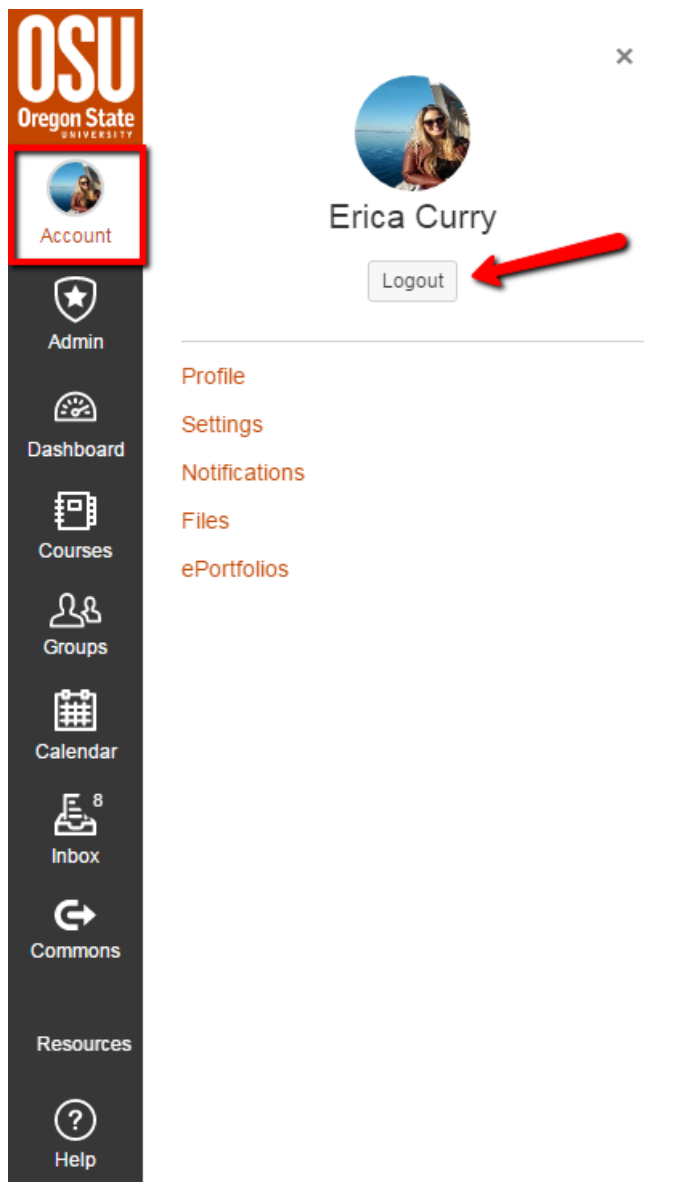 OSU
Oregon State
UNIVERSITY
Account
Admin
Dashboard
Courses
Groups
Calendar
8
Inbox
Commons
Resources
?
Help
×
Erica Curry
Logout
Profile
Settings
Notifications
Files
ePortfolios